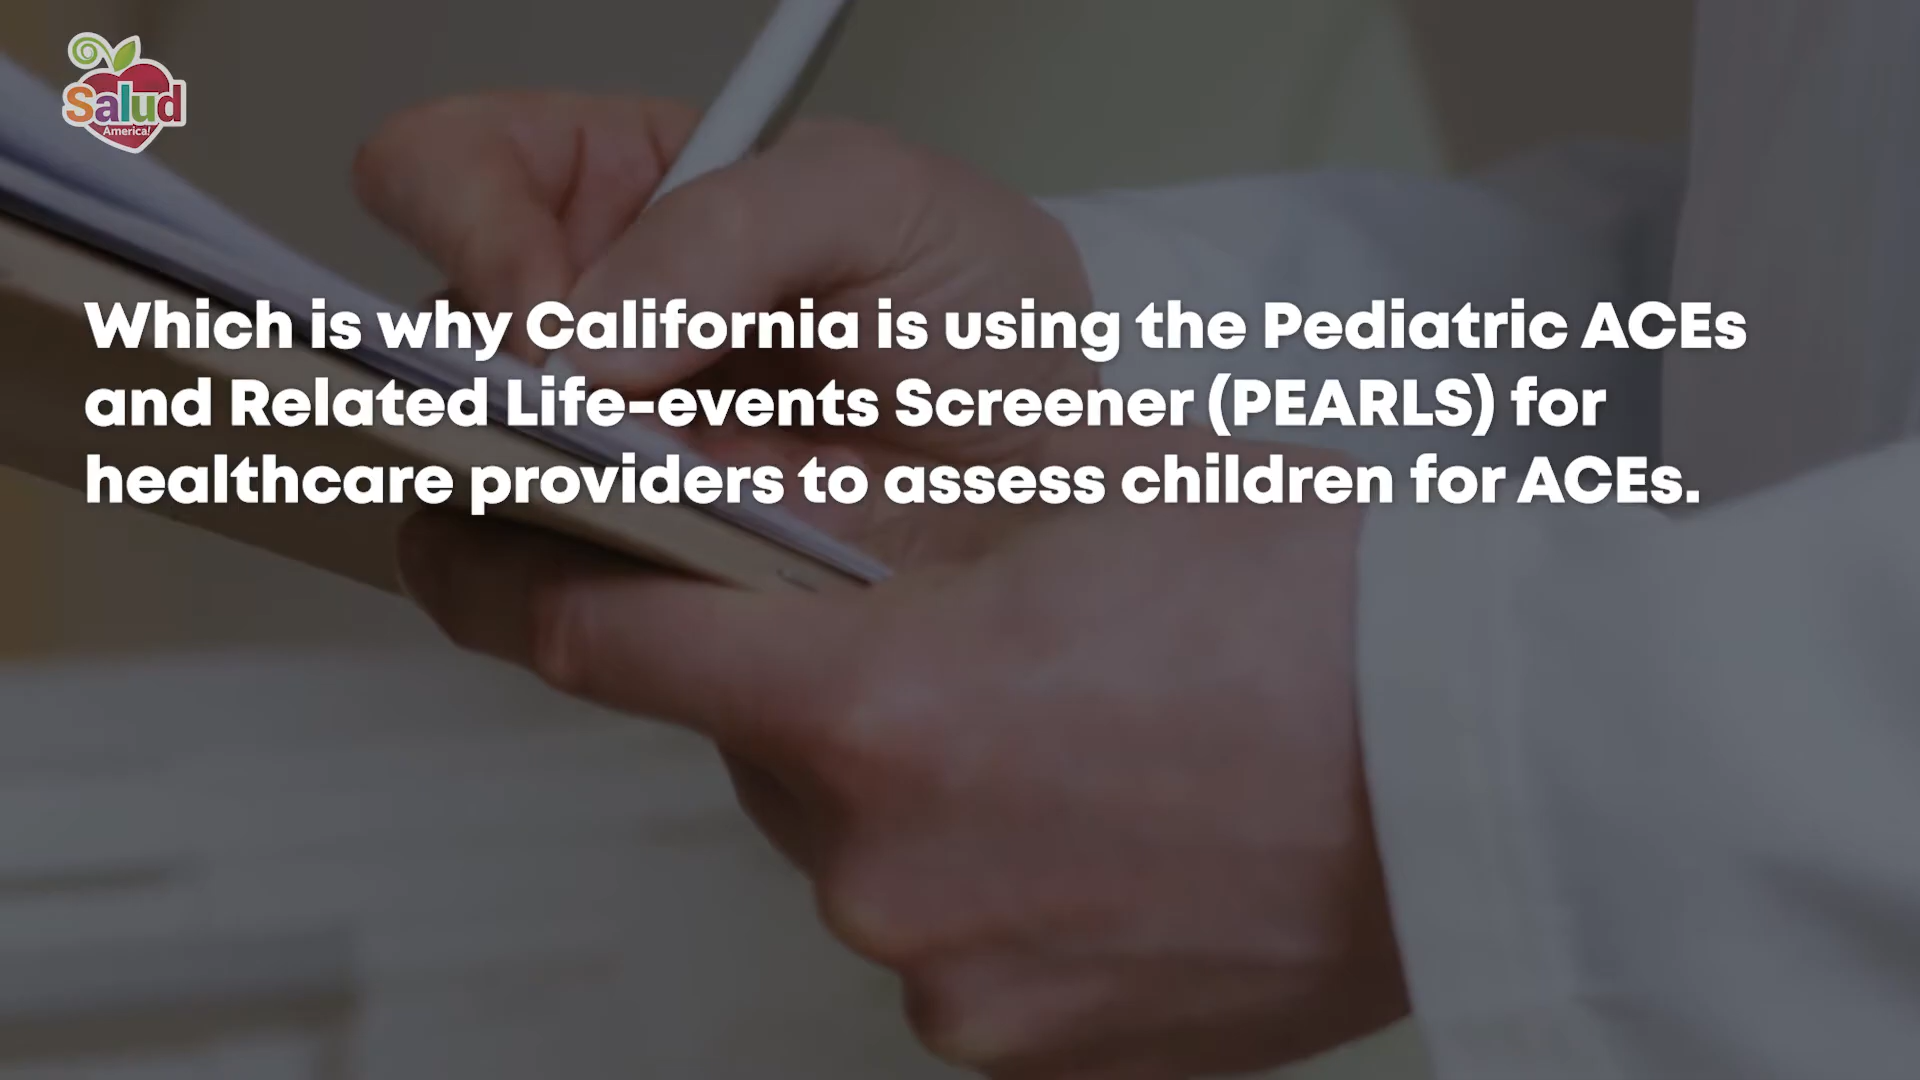 Salud
America!
Which is why California is using the Pediatric ACEs
and Related Life-events Screener (PEARLS) for
healthcare providers to assess children for ACEs.